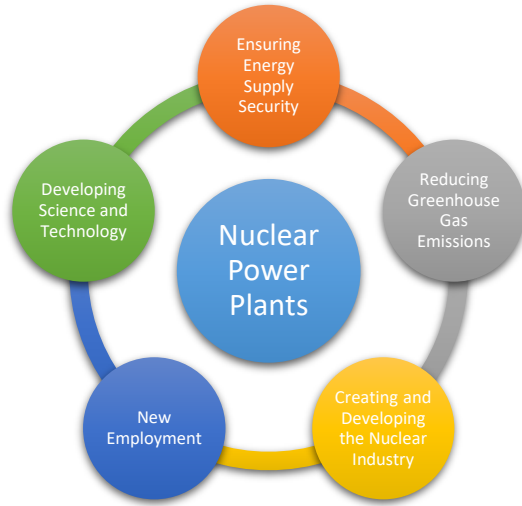 Ensuring
Energy
Supply
Security
Reducing
Greenhouse
Gas
Emissions
Creating and
Developing
the Nuclear
Industry
New
Employment
Developing
Science and
Technology
Nuclear
Power
Plants